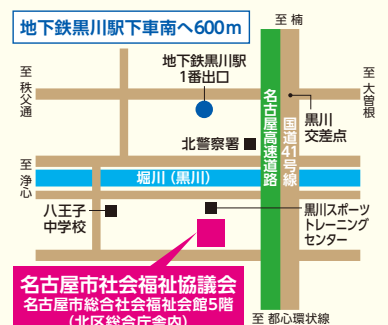 地下鉄黒川駅下車南へ600m
至 楠
至 秩父通
地下鉄黒川駅
1番出口
至 大曽根
名古屋高速道路
国道41号線
黒川
交差点
北警察署
至 浄心
堀川（黒川）
八王子
中学校
黒川スポーツ
トレーニング
センター
名古屋市社会福祉協議会
名古屋市総合社会福祉会館5階
（北区総合庁舎内）
至 都心環状線